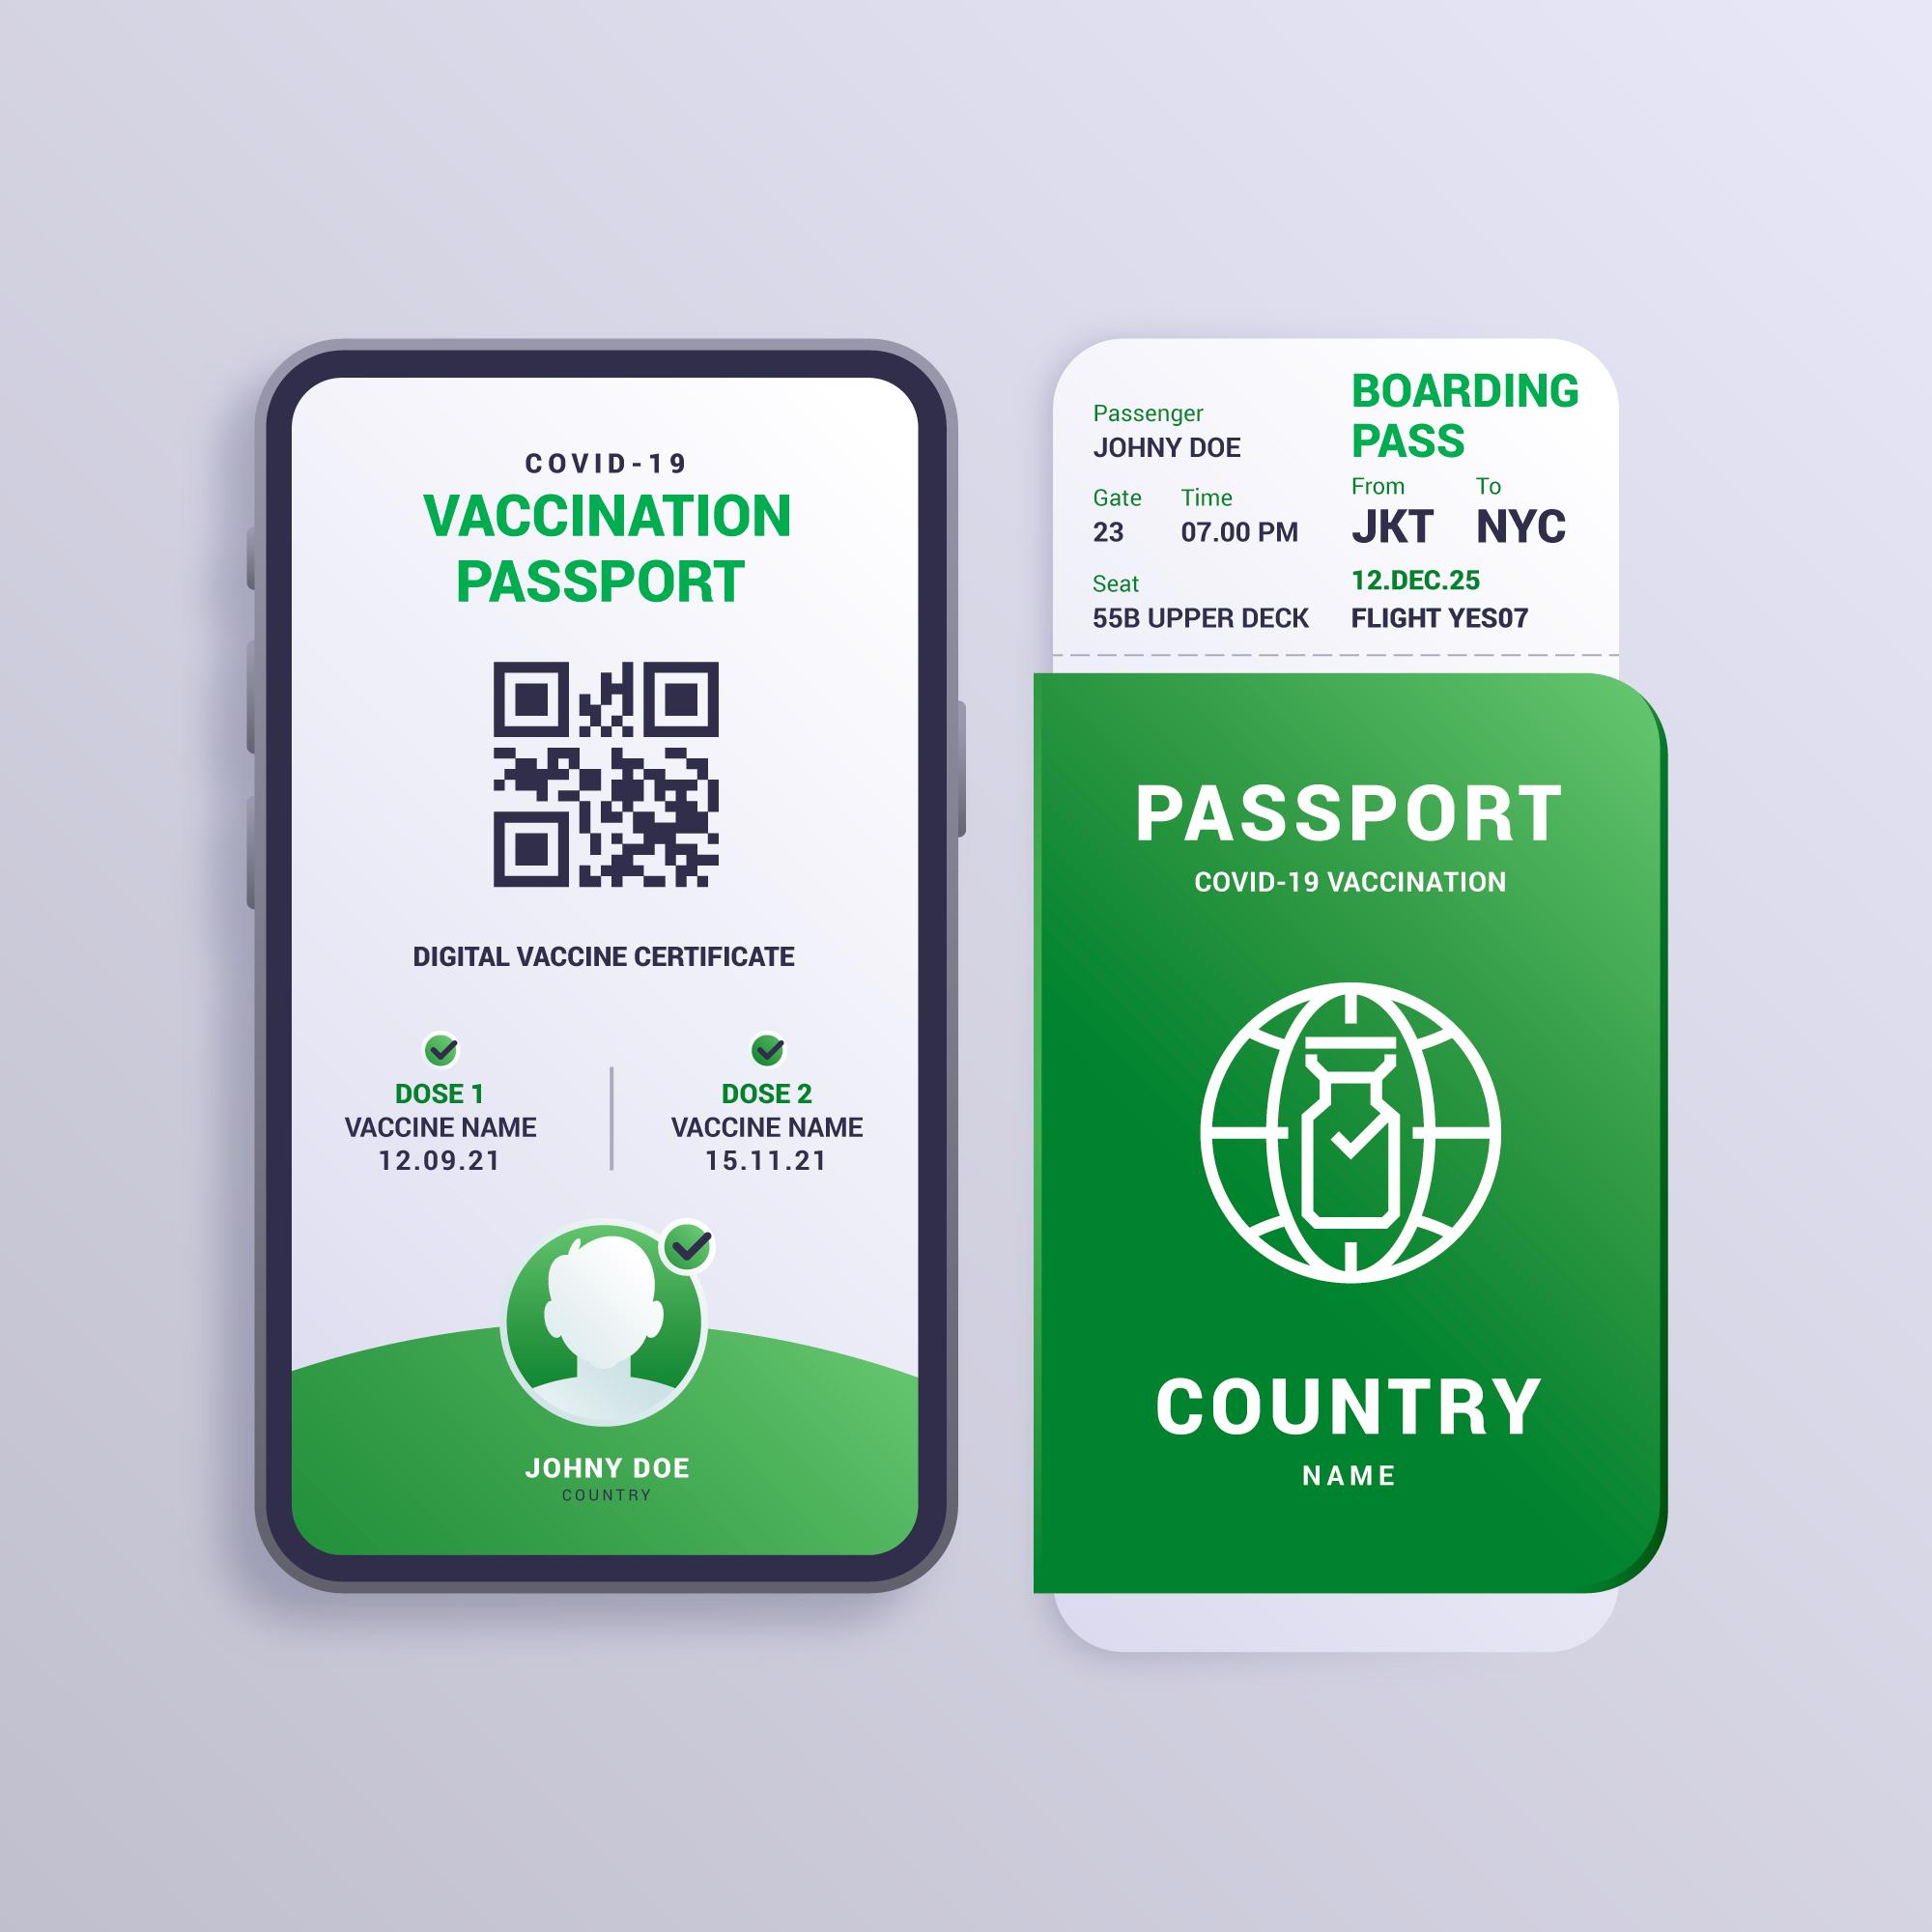 COVID-19
VACCINATION
PASSPORT
DIGITAL VACCINE CERTIFICATE
DOSE 1
VACCINE NAME
12.09.21
DOSE 2
VACCINE NAME
15.11.21
JOHNY DOE
COUNTRY
BOARDING
PASS
Passenger
JOHNY DOE
Gate Time
23 07.00 PM
Seat
55B UPPER DECK
From To
JKT NYC
12.DEC.25
FLIGHT YES07
PASSPORT
COVID-19 VACCINATION
COUNTRY
NAME